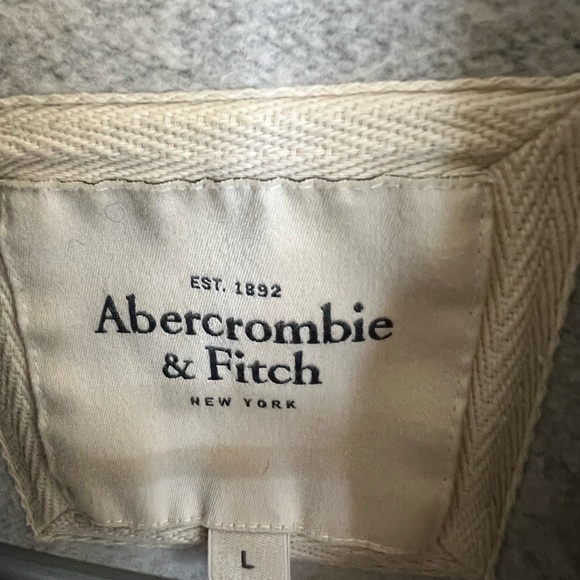 EST. 1892
Abercrombie
& Fitch
NEW YORK
L